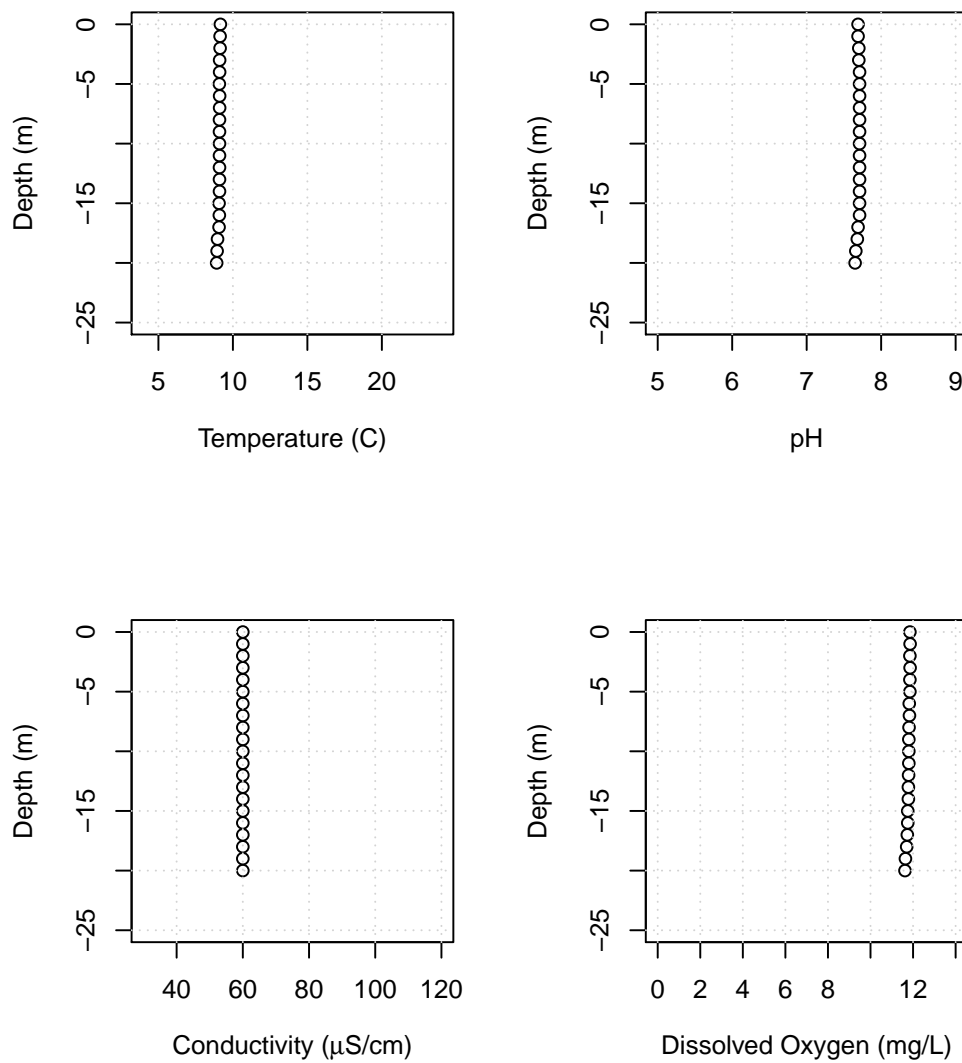 0
−5
−15
−25
Depth (m)
5 10 15 20
Temperature (C)
0
−5
−15
−25
Depth (m)
5 6 7 8 9
pH
0
−5
−15
−25
Depth (m)
40 60 80 100 120
Conductivity (μS/cm)
0
−5
−15
−25
Depth (m)
0 2 4 6 8 12
Dissolved Oxygen (mg/L)